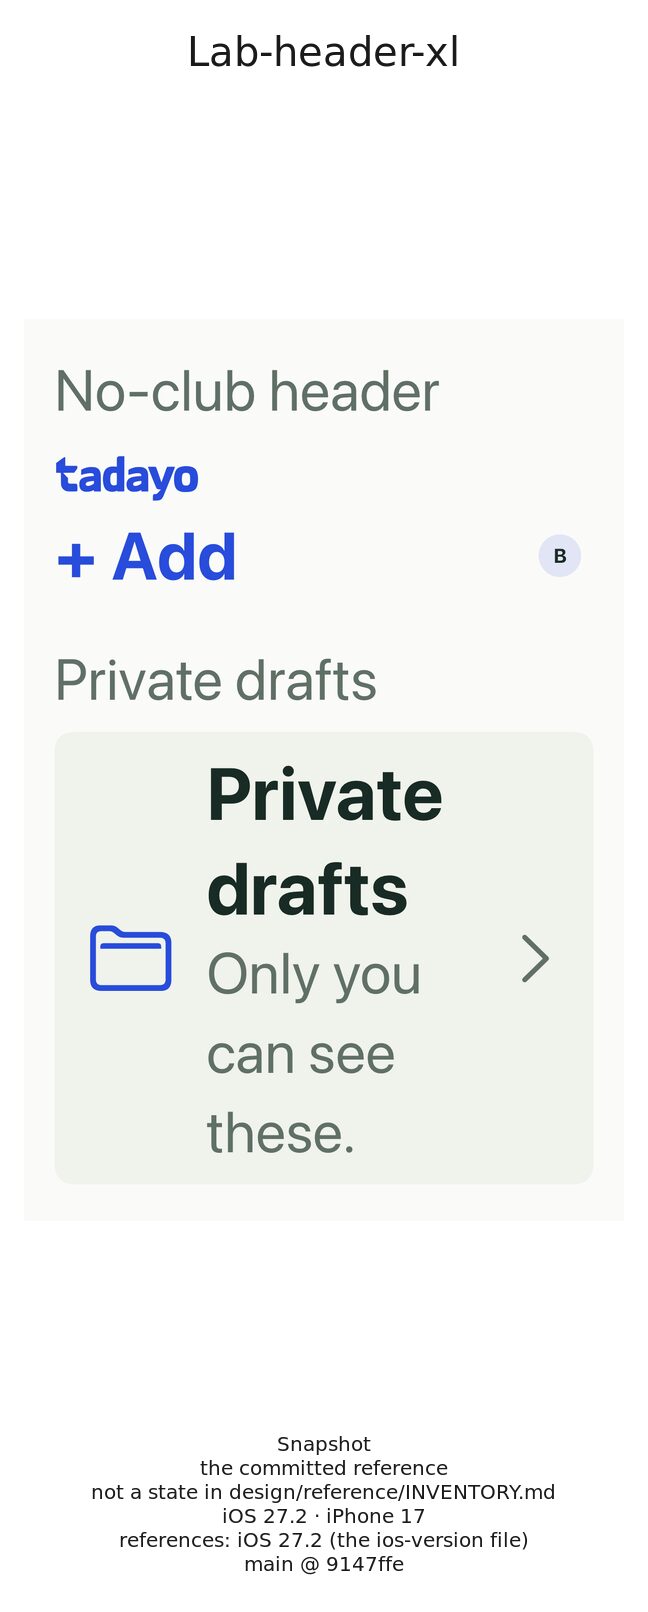 Lab-header-xl
No-club header
tadayo
+ Add
B
Private drafts
Private
drafts
Only you
can see
these.
Snapshot
the committed reference
not a state in design/reference/INVENTORY.md
iOS 27.2 · iPhone 17
references: iOS 27.2 (the ios-version file)
main @ 9147ffe